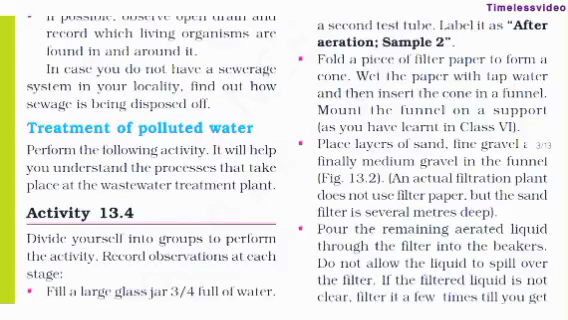 Timelessvideo
If possible, observe open drain and
record which living organisms are
found in and around it.
In case you do not have a sewerage
system in your locality, find out how
sewage is being disposed off.
Treatment of polluted water
Perform the following activity. It will help
you understand the processes that take
place at the wastewater treatment plant.
Activity 13.4
Divide yourself into groups to perform
the activity. Record observations at each
stage:
• Fill a large glass jar 3/4 full of water.
a second test tube. Label it as “After
aeration; Sample 2”.
• Fold a piece of filter paper to form a
cone. Wet the paper with tap water
and then insert the cone in a funnel.
Mount the funnel on a support
(as you have learnt in Class VI).
• Place layers of sand, fine gravel 3/13
finally medium gravel in the funnel
(Fig. 13.2). (An actual filtration plant
does not use filter paper, but the sand
filter is several metres deep).
• Pour the remaining aerated liquid
through the filter into the beakers.
Do not allow the liquid to spill over
the filter. If the filtered liquid is not
clear, filter it a few times till you get